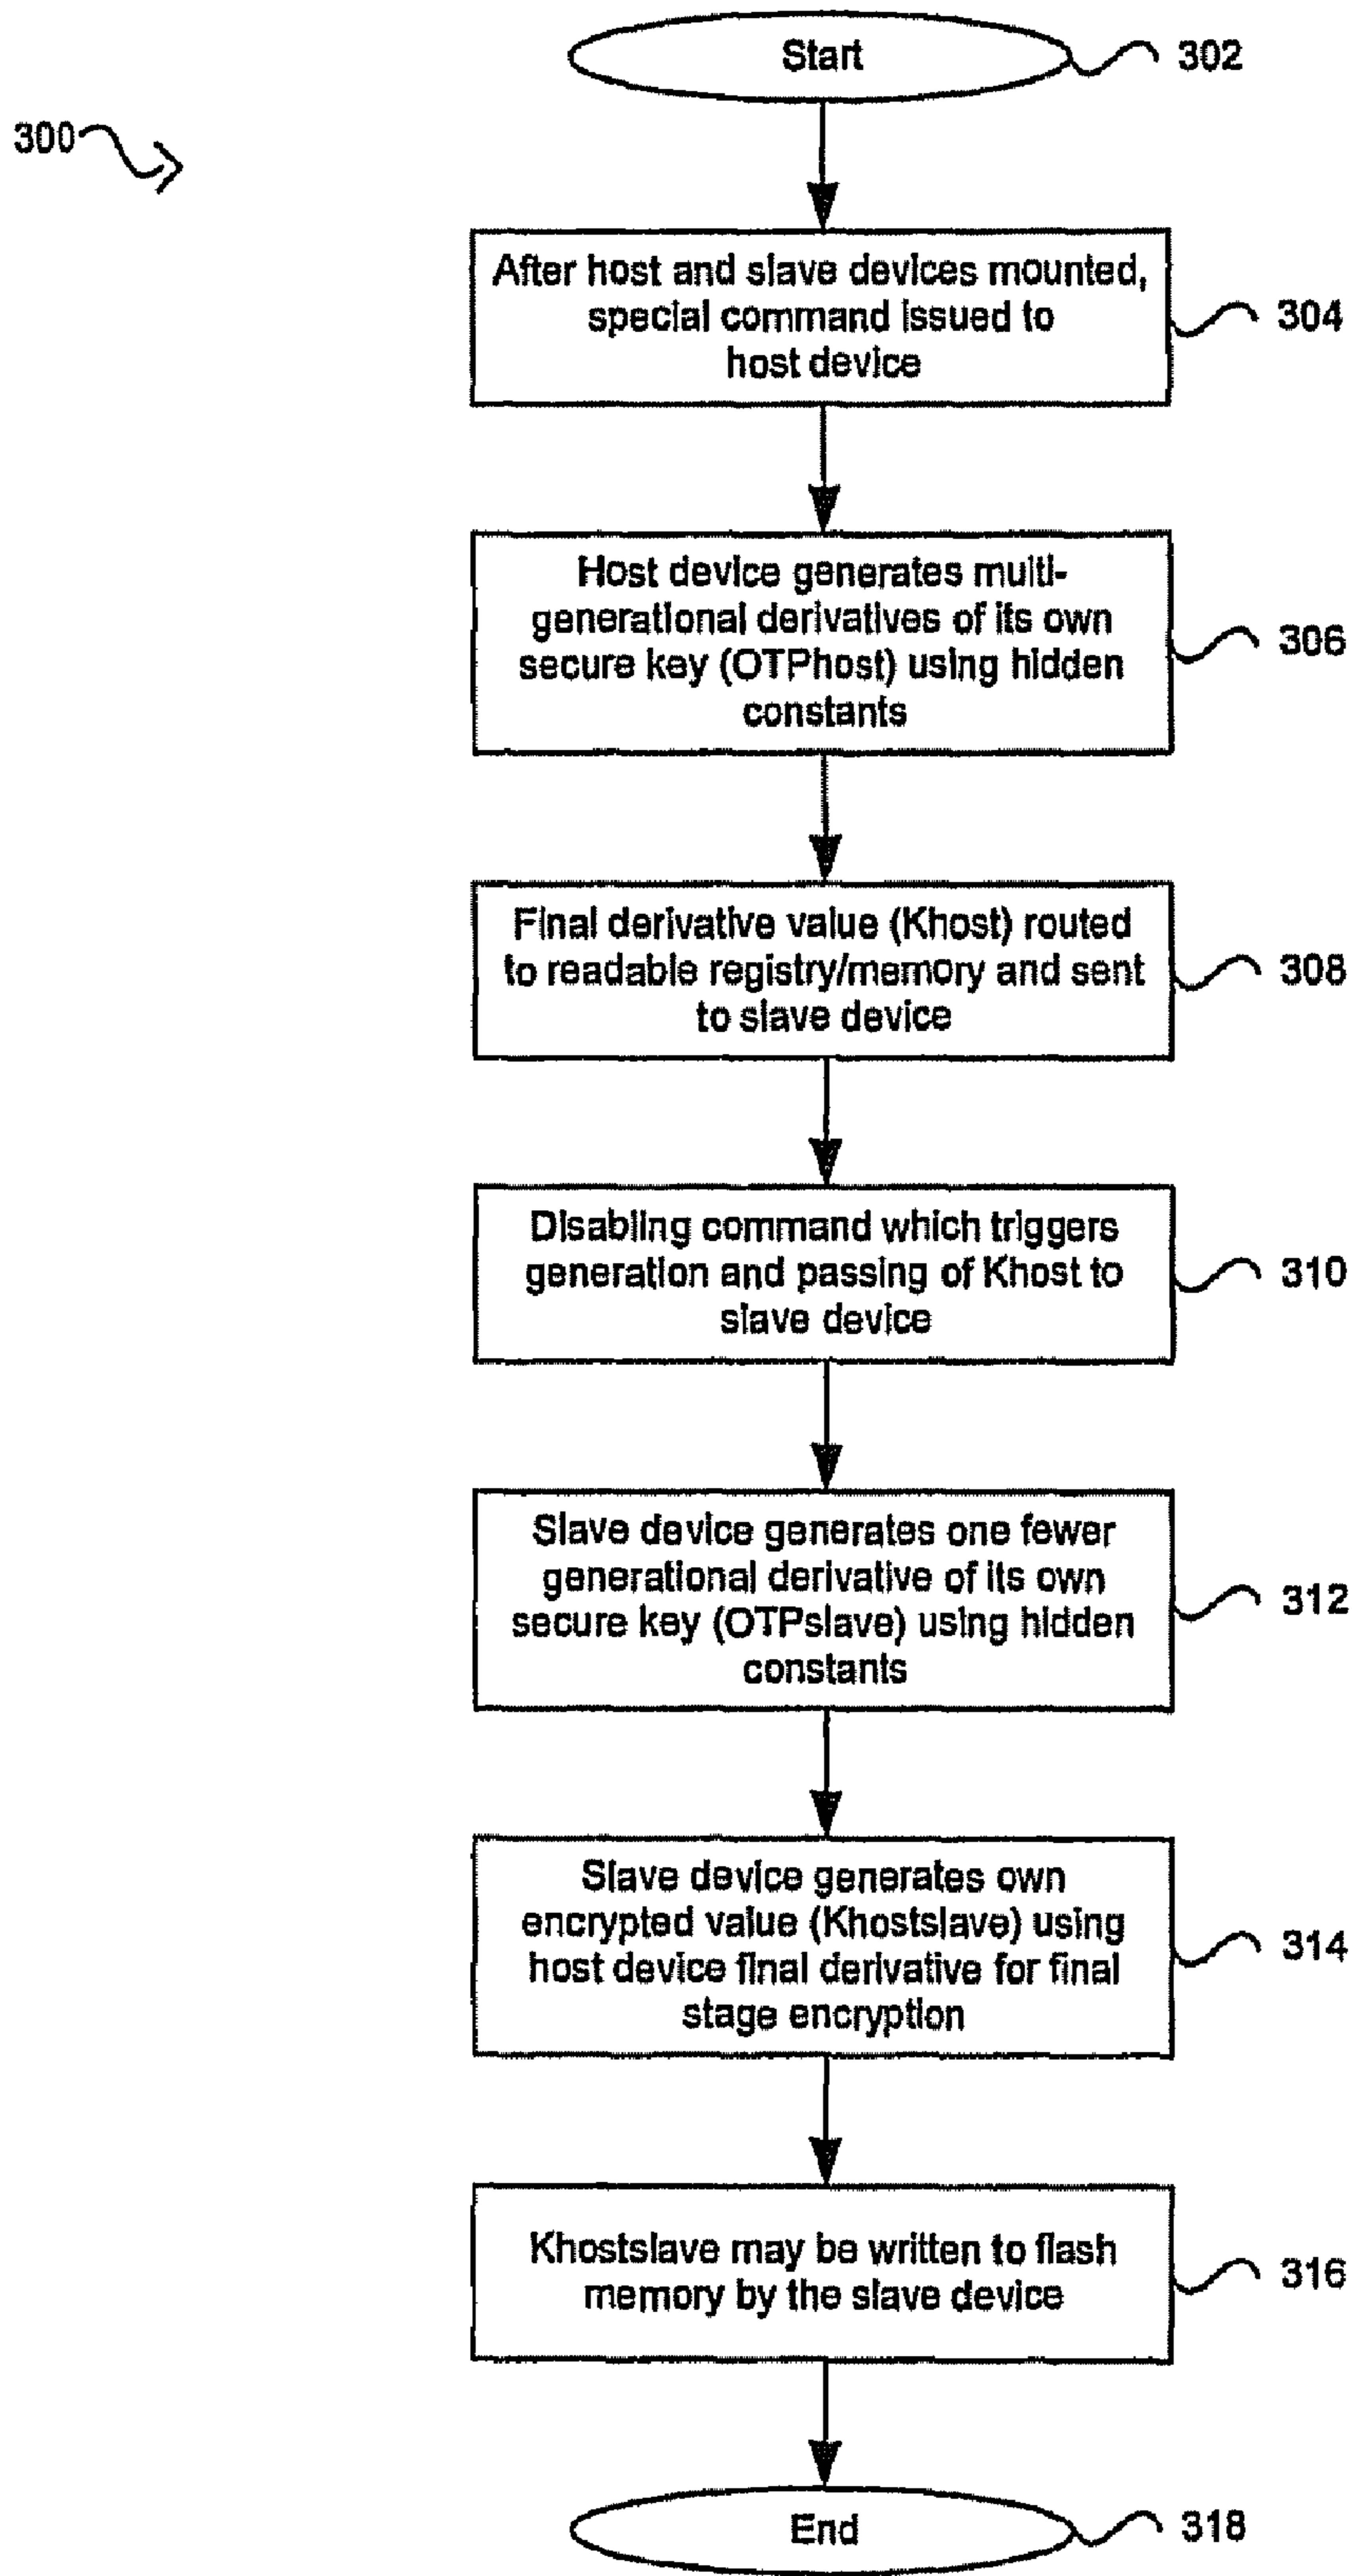 Start
302
300
After host and slave devices mounted,
special command issued to
host device
304
Host device generates multi-
generational derivatives of its own
secure key (OTPhost) using hidden
constants
306
Final derivative value (Khost) routed
to readable registry/memory and sent
to slave device
308
Disabling command which triggers
generation and passing of Khost to
slave device
310
Slave device generates one fewer
generational derivative of its own
secure key (OTPslave) using hidden
constants
312
Slave device generates own
encrypted value (Khostslave) using
host device final derivative for final
stage encryption
314
Khostslave may be written to flash
memory by the slave device
316
End
318